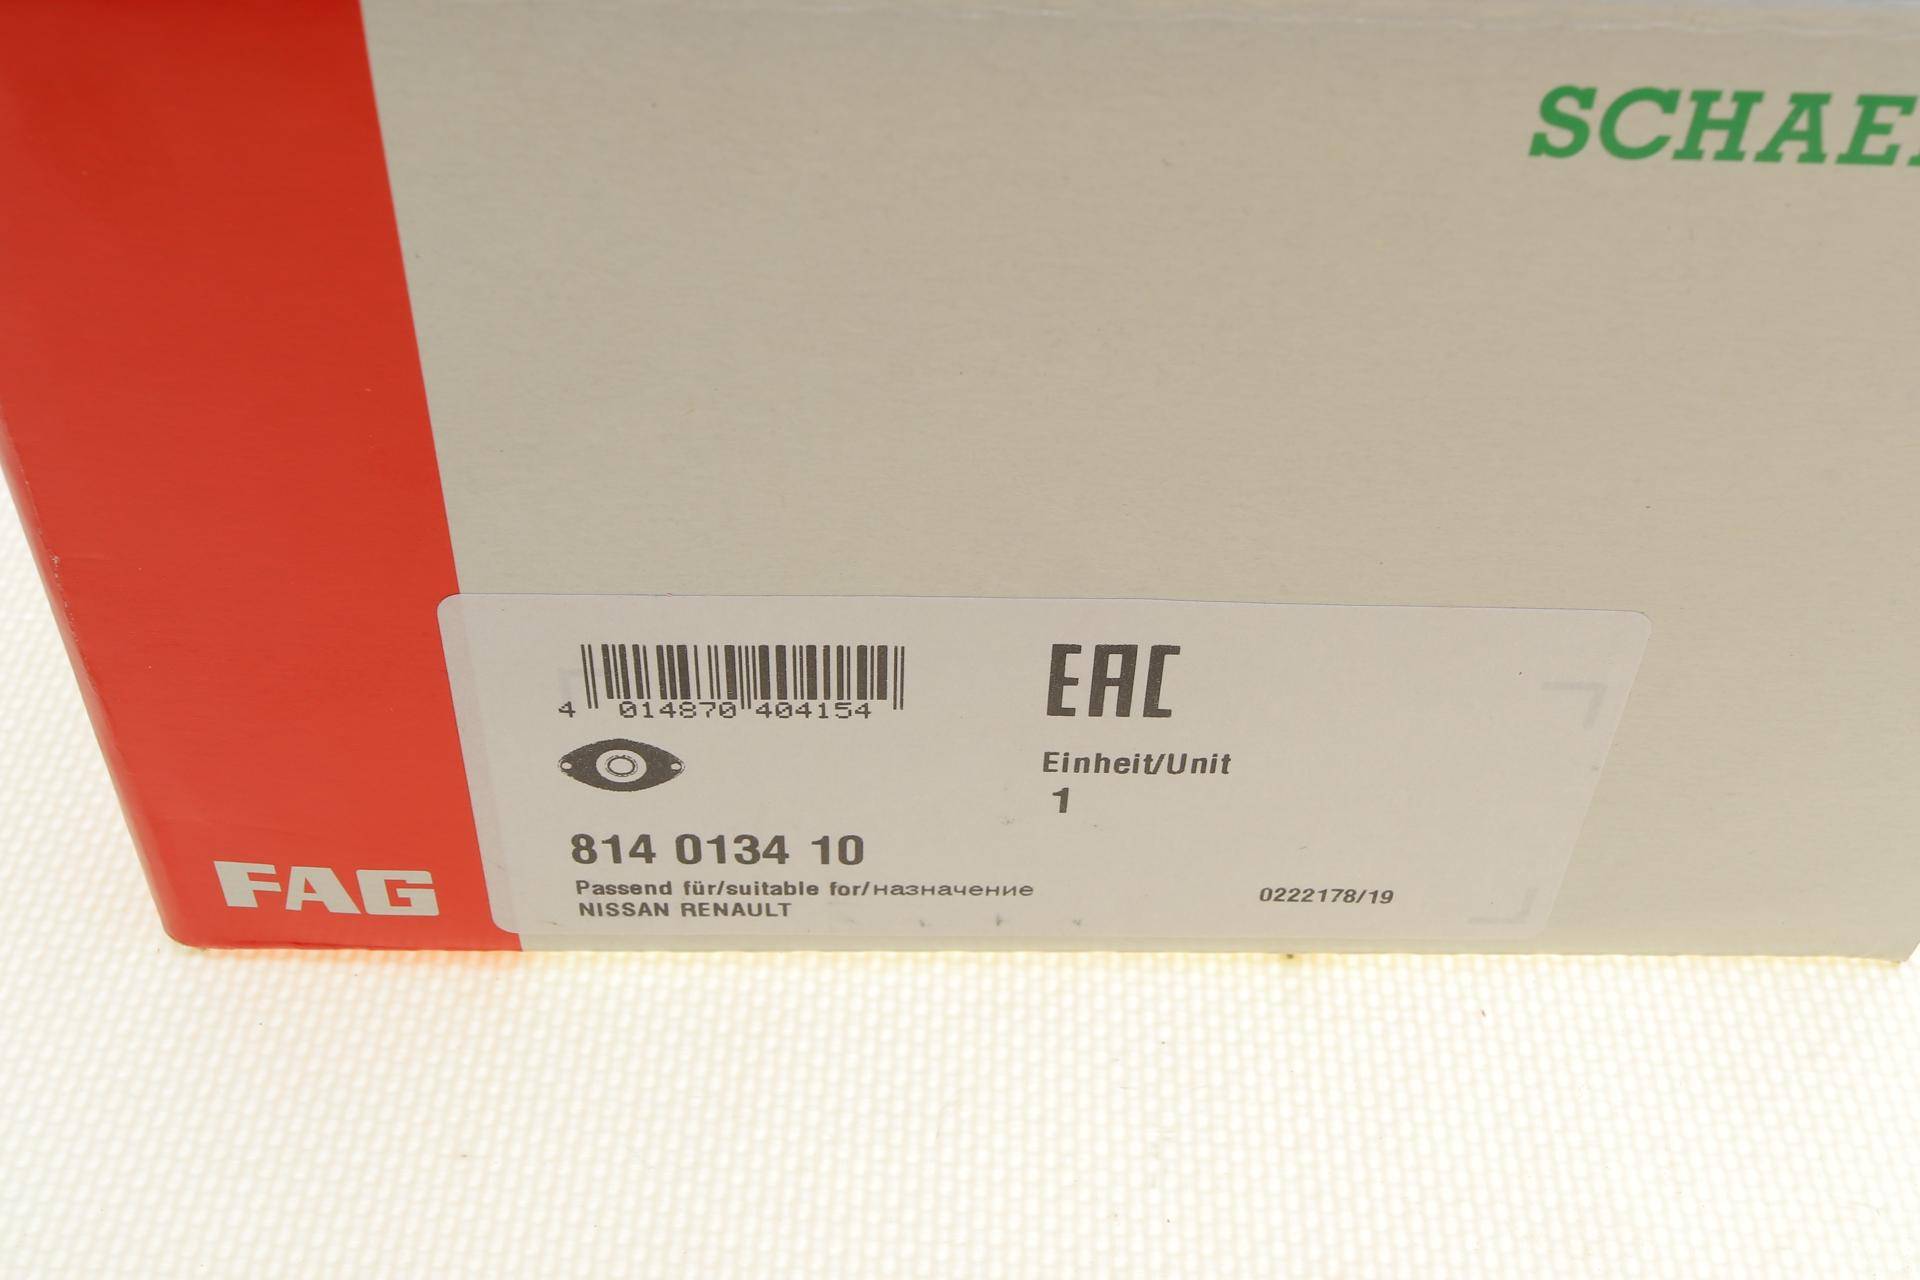 SCHAE
4 014870 404154
EAC
Einheit/Unit
1
814 0134 10
Passend für/suitable for/назначение
NISSAN RENAULT
0222178/19
FAG